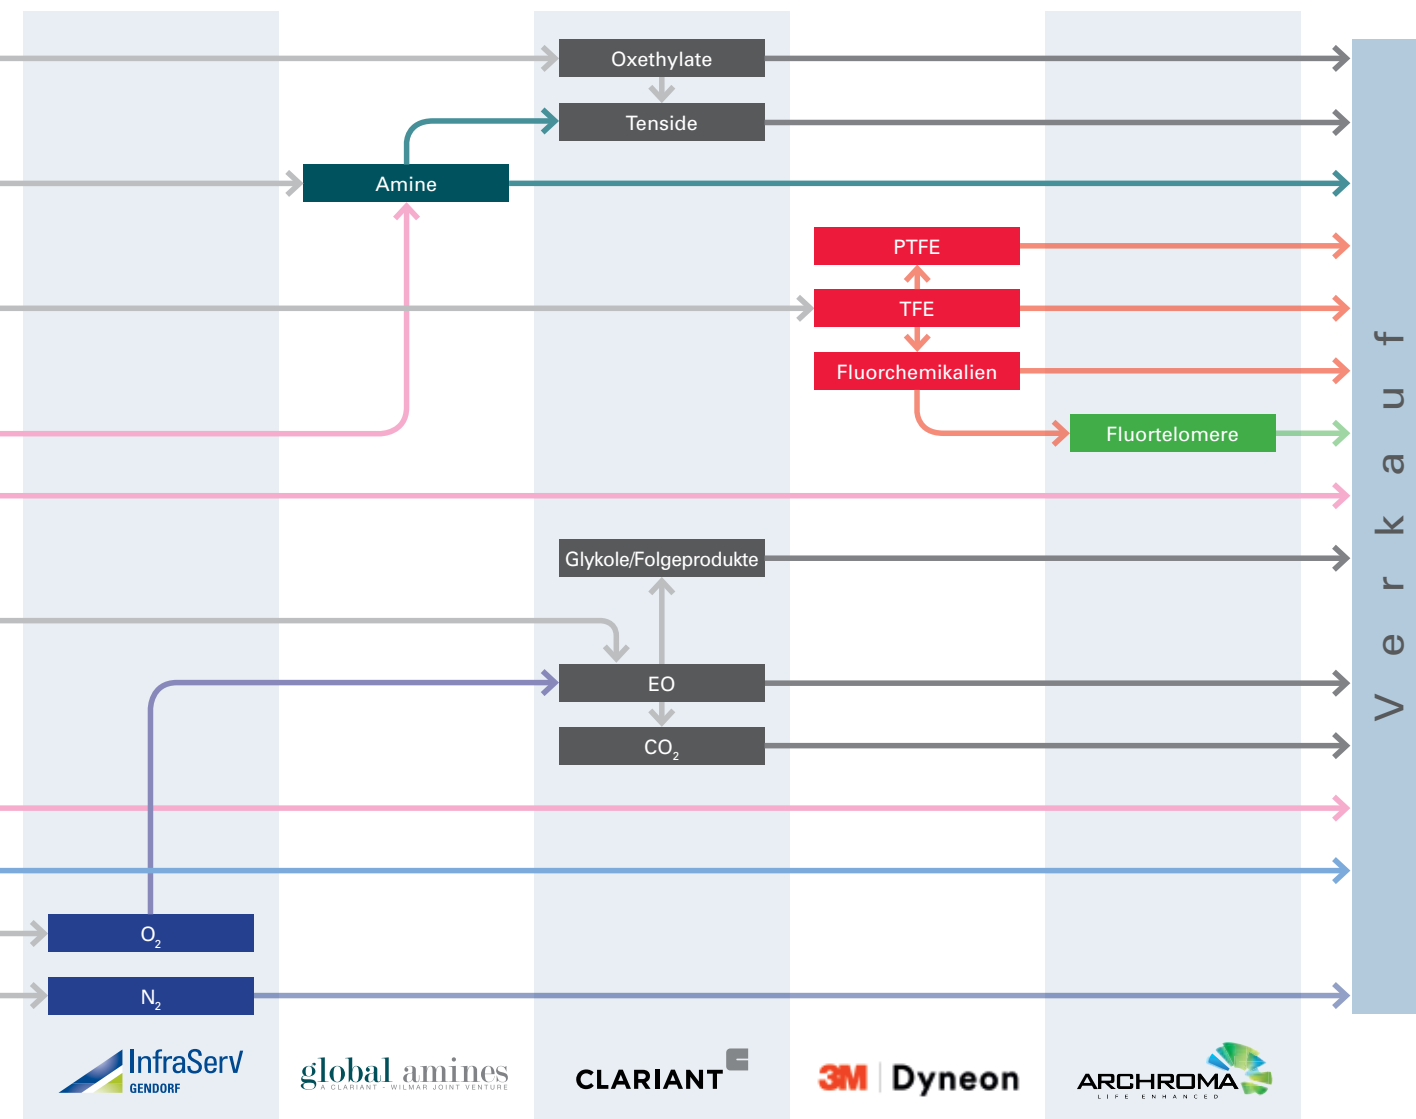 Oxethylate
Tenside
Amine
PTFE
TFE
Fluorchemikalien
Fluortelomere
Glykole/Folgeprodukte
EO
CO₂
O₂
N₂
Verkauf
InfraServ
GENDORF
global amines
A CLARIANT - WILMAR JOINT VENTURE
CLARIANT
3M | Dyneon
ARCHROMA
LIFE ENHANCED